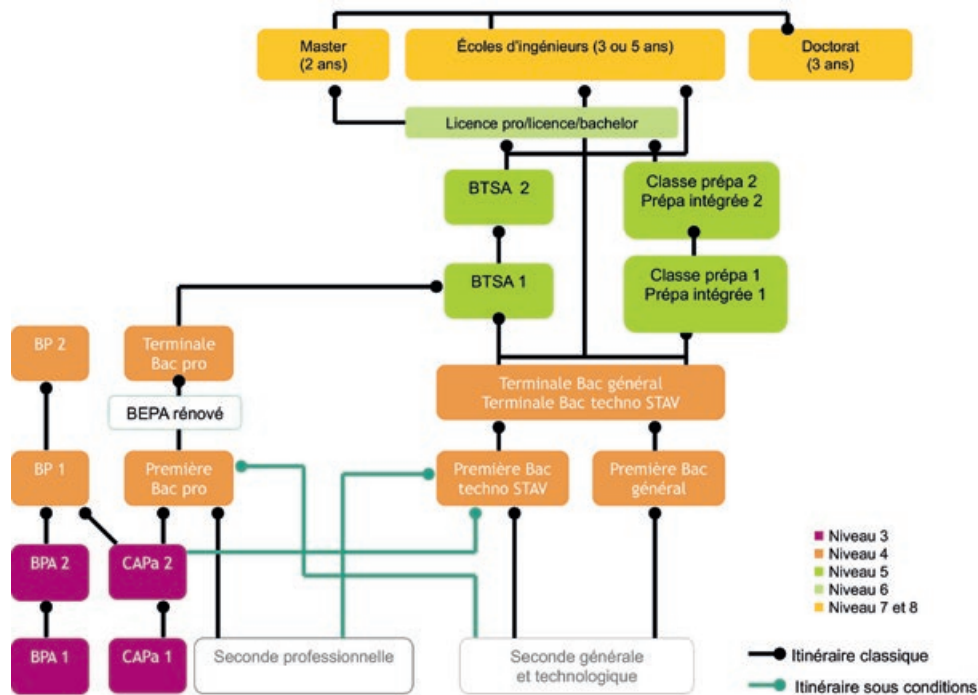 Master
(2 ans)
Écoles d'ingénieurs (3 ou 5 ans)
Doctorat
(3 ans)
Licence pro/licence/bachelor
BTSA 2
Classe prépa 2
Prépa intégrée 2
BTSA 1
Classe prépa 1
Prépa intégrée 1
BP 2
Terminale
Bac pro
BEPA rénové
Terminale Bac général
Terminale Bac techno STAV
BP 1
Première
Bac pro
Première Bac
techno STAV
Première Bac
général
BPA 2
CAPa 2
BPA 1
CAPa 1
Seconde professionnelle
Seconde générale
et technologique
Niveau 3
Niveau 4
Niveau 5
Niveau 6
Niveau 7 et 8
Itinéraire classique
Itinéraire sous conditions